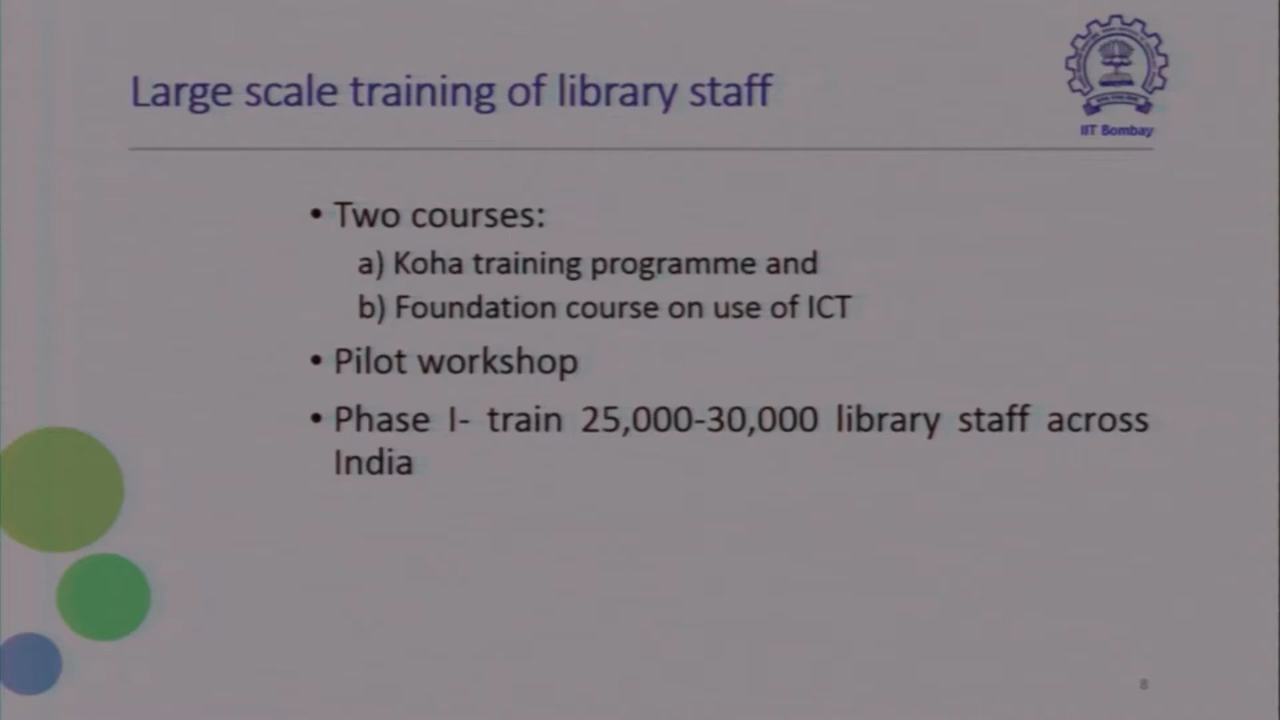 Large scale training of library staff
IIT Bombay
• Two courses:
a) Koha training programme and
b) Foundation course on use of ICT
• Pilot workshop
• Phase I- train 25,000-30,000 library staff across
India
8